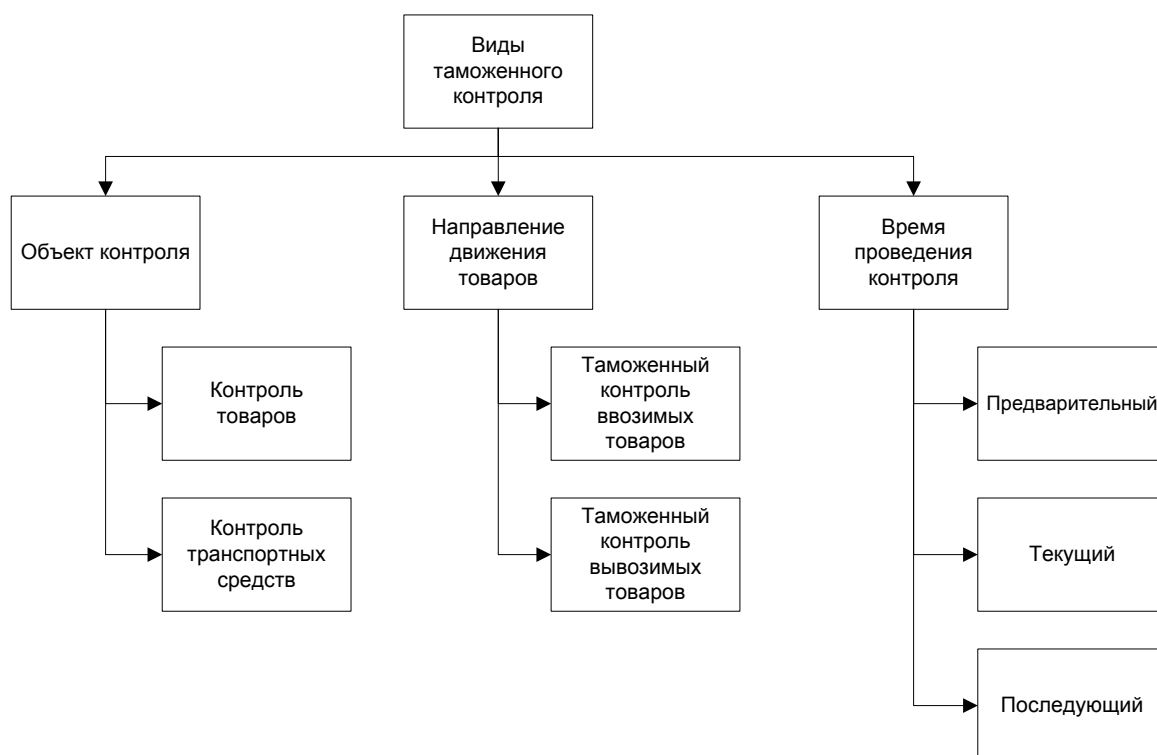 Виды
таможенного
контроля
Объект контроля
Направление
движения
товаров
Время
проведения
контроля
Контроль
товаров
Таможенный
контроль
ввозимых
товаров
Предварительный
Контроль
транспортных
средств
Таможенный
контроль
вывозимых
товаров
Текущий
Последующий